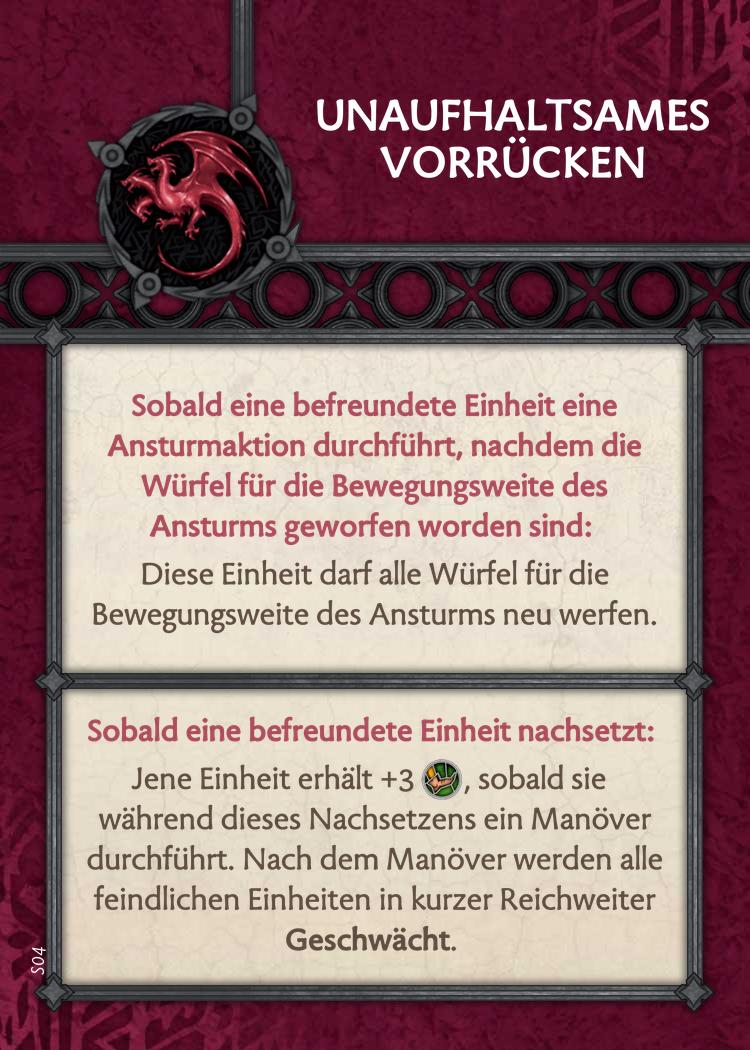 UNAUFHALTSAMES
VORRÜCKEN
Sobald eine befreundete Einheit eine
Ansturmaktion durchführt, nachdem die
Würfel für die Bewegungsweite des
Ansturms geworfen worden sind:
Diese Einheit darf alle Würfel für die
Bewegungsweite des Ansturms neu werfen.
Sobald eine befreundete Einheit nachsetzt:
Jene Einheit erhält +3 , sobald sie
während dieses Nachsetzens ein Manöver
durchführt. Nach dem Manöver werden alle
feindlichen Einheiten in kurzer Reichweiter
Geschwächt.
S04